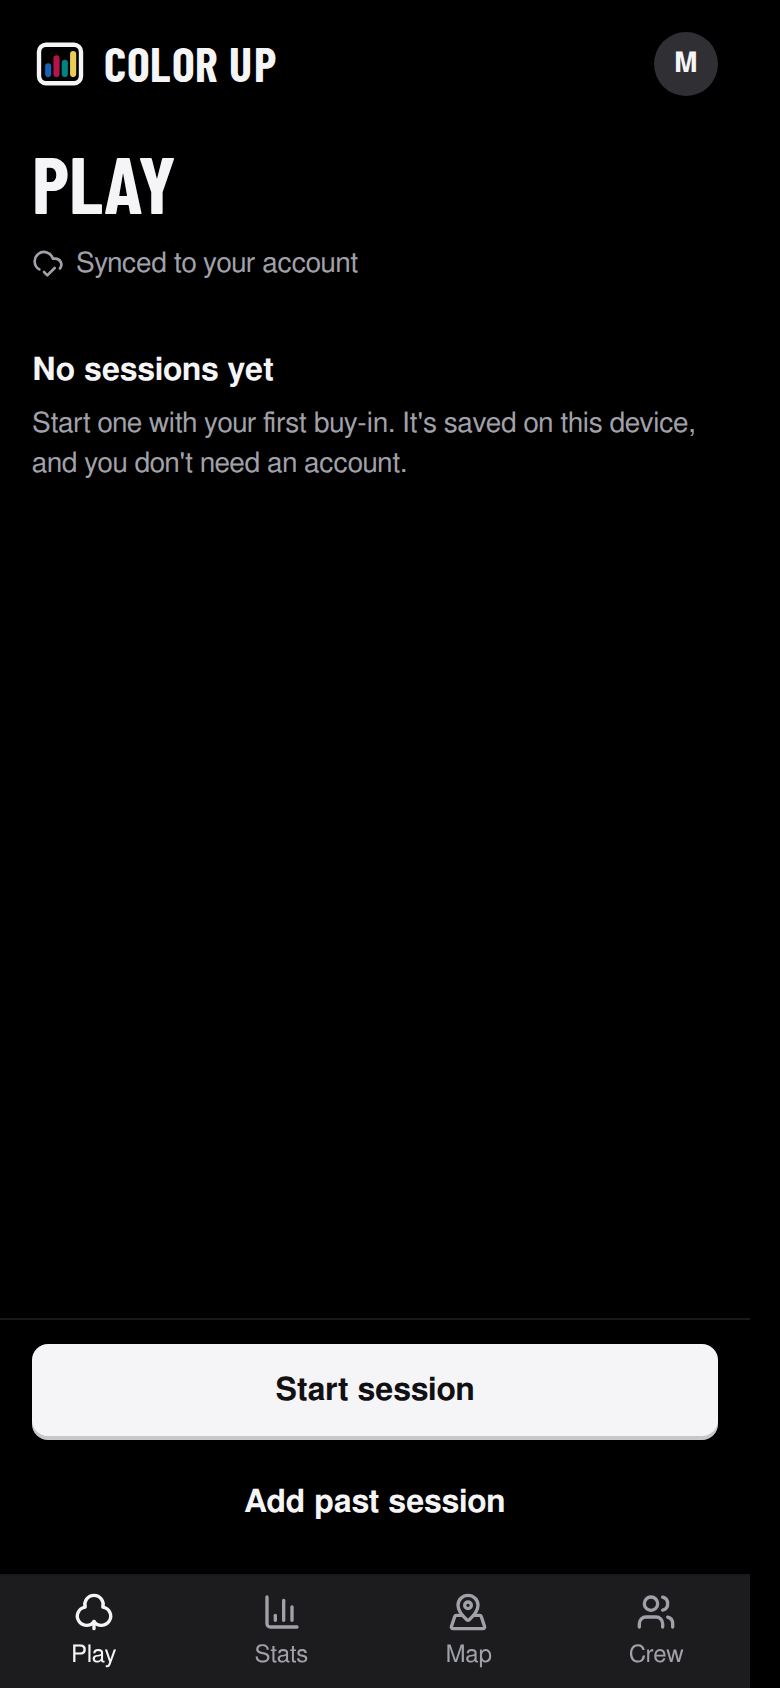 COLOR UP
M
PLAY
Synced to your account
No sessions yet
Start one with your first buy-in. It's saved on this device,
and you don't need an account.
Start session
Add past session
Play
Stats
Map
Crew